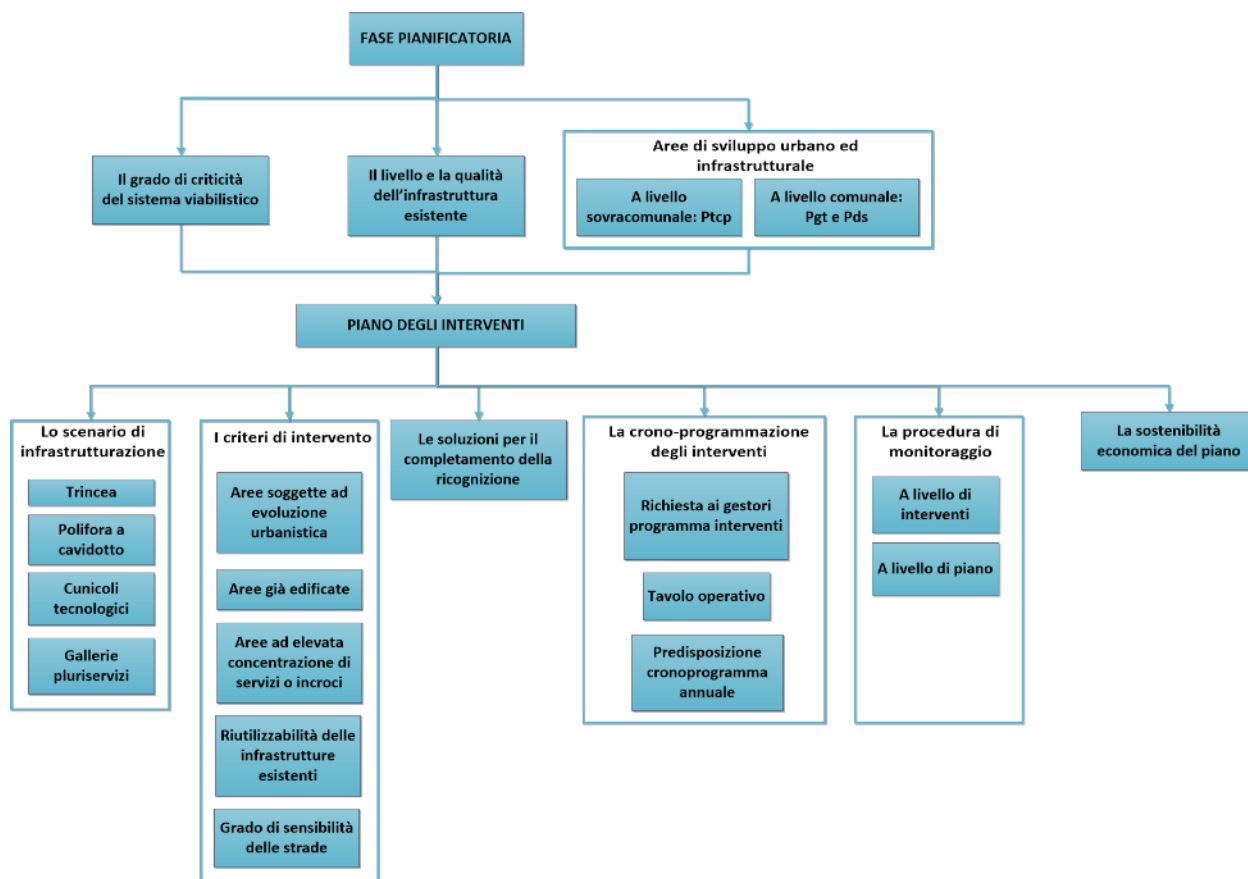 FASE PIANIFICATORIA
Il grado di criticità
del sistema viabilistico
Il livello e la qualità
dell'infrastruttura
esistente
Aree di sviluppo urbano ed
infrastrutturale
A livello
sovracomunale: Ptcp
A livello comunale:
Pgt e Pds
PIANO DEGLI INTERVENTI
Lo scenario di
infrastrutturazione
Trincea
Polifora a
cavidotto
Cunicoli
tecnologici
Gallerie
pluriservizi
I criteri di intervento
Aree soggette ad
evoluzione
urbanistica
Aree già edificate
Aree ad elevata
concentrazione di
servizi o incroci
Riutilizzabilità delle
infrastrutture
esistenti
Grado di sensibilità
delle strade
Le soluzioni per il
completamento della
ricognizione
La crono-programmazione
degli interventi
Richiesta ai gestori
programma interventi
Tavolo operativo
Predisposizione
cronoprogramma
annuale
La procedura di
monitoraggio
A livello di
interventi
A livello di piano
La sostenibilità
economica del piano